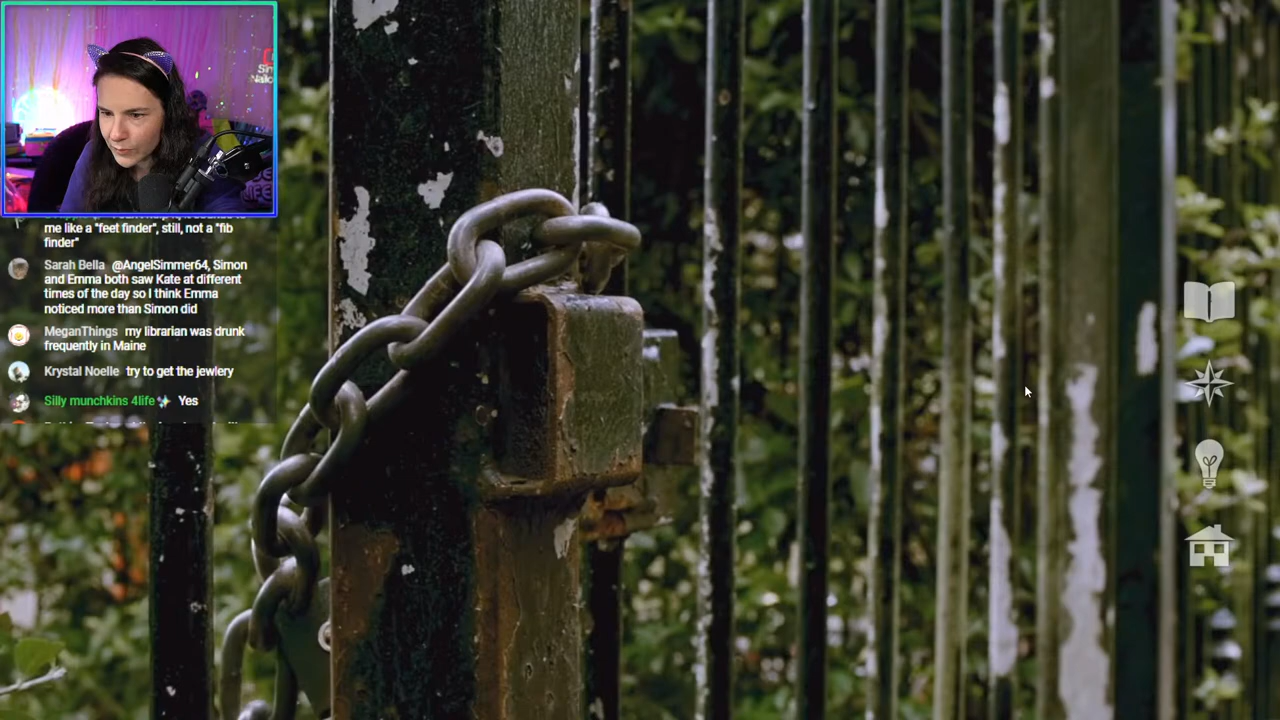 me like a "feet finder", still, not a "fib
finder"
Sarah Bella @AngelSimmer64, Simon
and Emma both saw Kate at different
times of the day so I think Emma
noticed more than Simon did
MeganThings my librarian was drunk
frequently in Maine
Krystal Noelle try to get the jewlery
Silly munchkins 4life Yes